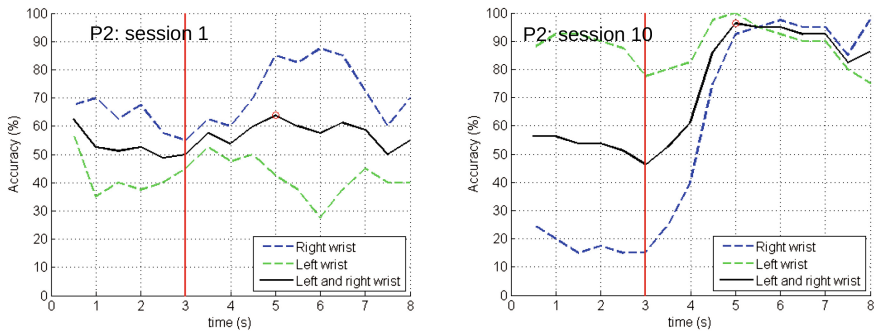 P2: session 1
100
90
80
70
60
50
40
30
20
10
0
Accuracy (%)
Right wrist
Left wrist
Left and right wrist
0 1 2 3 4 5 6 7 8
time (s)
P2: session 10
100
90
80
70
60
50
40
30
20
10
0
Accuracy (%)
Right wrist
Left wrist
Left and right wrist
0 1 2 3 4 5 6 7 8
time (s)